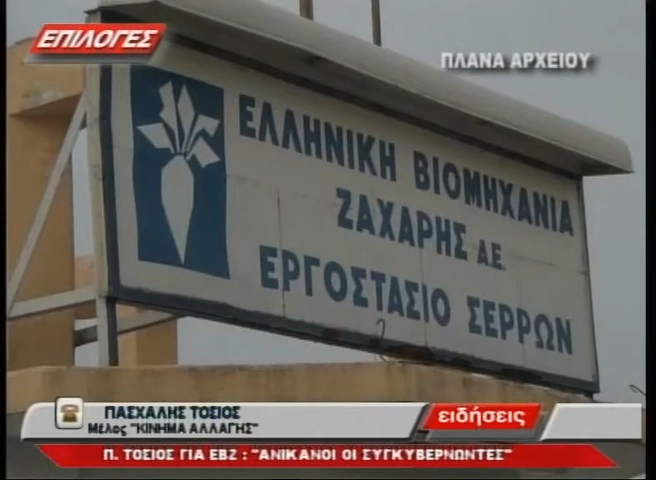 ΕΠΙΛΟΓΕΣ
ΠΛΑΝΑ ΑΡΧΕΙΟΥ
ΕΛΛΗΝΙΚΗ ΒΙΟΜΗΧΑΝΙΑ
ΖΑΧΑΡΗΣ Α.Ε.
ΕΡΓΟΣΤΑΣΙΟ ΣΕΡΡΩΝ
ΠΑΣΧΑΛΗΣ ΤΟΣΙΟΣ
Μέλος "ΚΙΝΗΜΑ ΑΛΛΑΓΗΣ"
ειδήσεις
Π. ΤΟΣΙΟΣ ΓΙΑ ΕΒΖ : "ΑΝΙΚΑΝΟΙ ΟΙ ΣΥΓΚΥΒΕΡΝΩΝΤΕΣ"